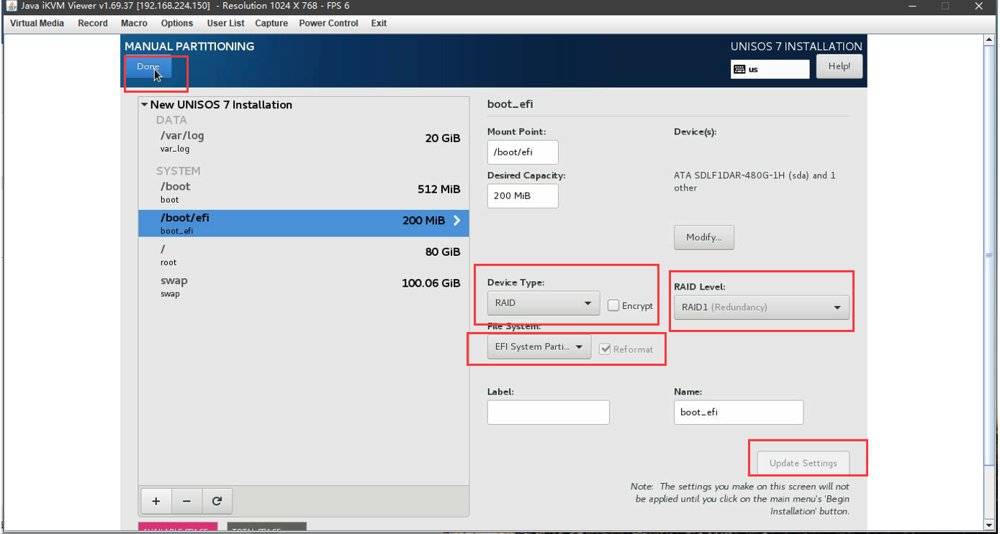 Java iKVM Viewer v1.69.37 [192.168.224.150] - Resolution 1024 X 768 - FPS 6
Virtual Media Record Macro Options User List Capture Power Control Exit
MANUAL PARTITIONING
UNISOS 7 INSTALLATION
Done
us
Help!
New UNISOS 7 Installation
DATA
/var/log 20 GiB
var_log
SYSTEM
/boot 512 MiB
boot
/boot/efi 200 MiB
boot_efi
/ 80 GiB
root
swap 100.06 GiB
swap
boot_efi
Mount Point:
/boot/efi
Desired Capacity:
200 MiB
Device(s):
ATA SDLF1DAR-480G-1H (sda) and 1
other
Modify...
Device Type:
RAID
Encrypt
RAID Level:
RAID1 (Redundancy)
File System:
EFI System Parti...
Reformat
Label:
Name:
boot_efi
Update Settings
Note: The settings you make on this screen will not
be applied until you click on the main menu's 'Begin
Installation' button.
AVAILABLE SPACE
TOTAL SPACE